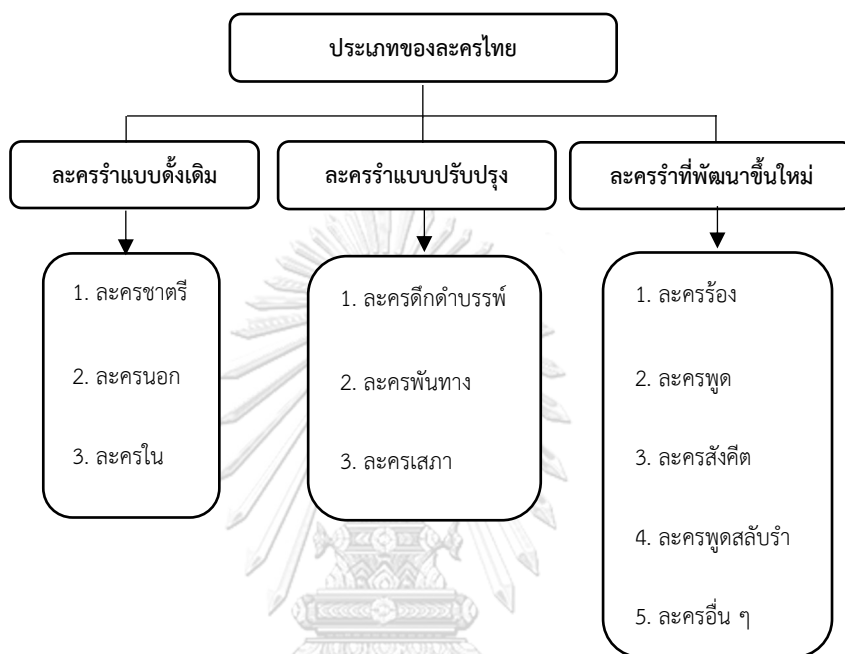 ประเภทของละครไทย
ละครรำแบบดั้งเดิม
ละครรำแบบปรับปรุง
ละครรำที่พัฒนาขึ้นใหม่
1. ละครชาตรี
2. ละครนอก
3. ละครใน
1. ละครดึกดำบรรพ์
2. ละครพันทาง
3. ละครเสภา
1. ละครร้อง
2. ละครพูด
3. ละครสังคีต
4. ละครพูดสลับรำ
5. ละครอื่น ๆ